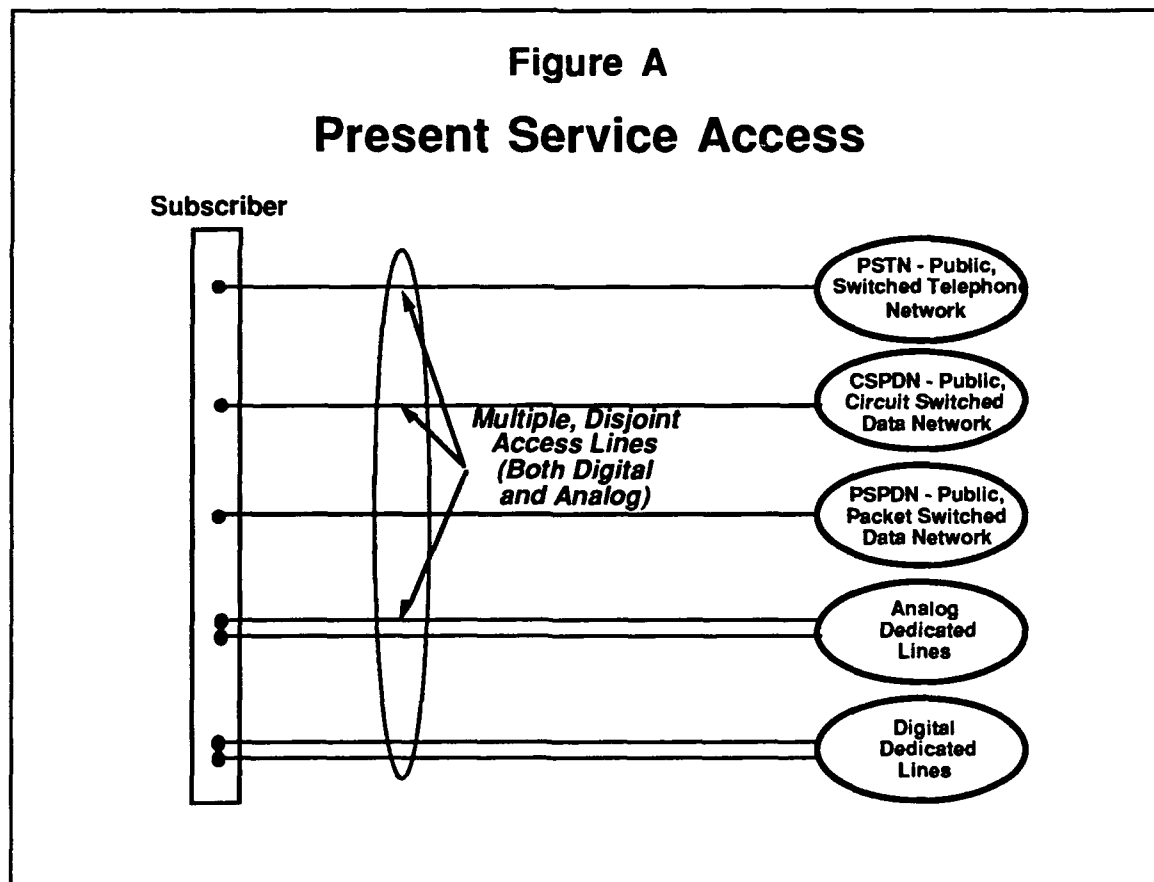 Figure A
Present Service Access
Subscriber
PSTN - Public,
Switched Telephone
Network
CSPDN - Public,
Circuit Switched
Data Network
Multiple, Disjoint
Access Lines
(Both Digital
and Analog)
PSPDN - Public,
Packet Switched
Data Network
Analog
Dedicated
Lines
Digital
Dedicated
Lines